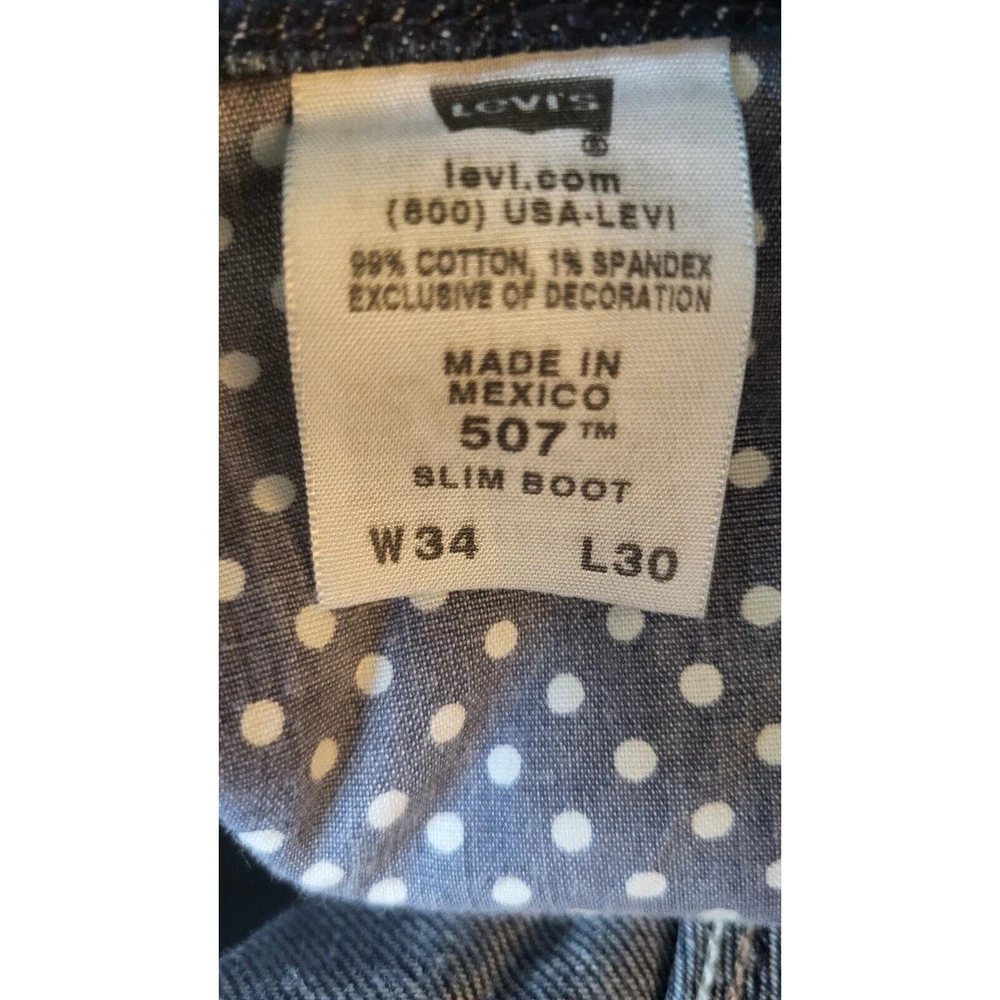 LEVI'S
®
levi.com
(800) USA-LEVI
99% COTTON, 1% SPANDEX
EXCLUSIVE OF DECORATION
MADE IN
MEXICO
507™
SLIM BOOT
W34 L30